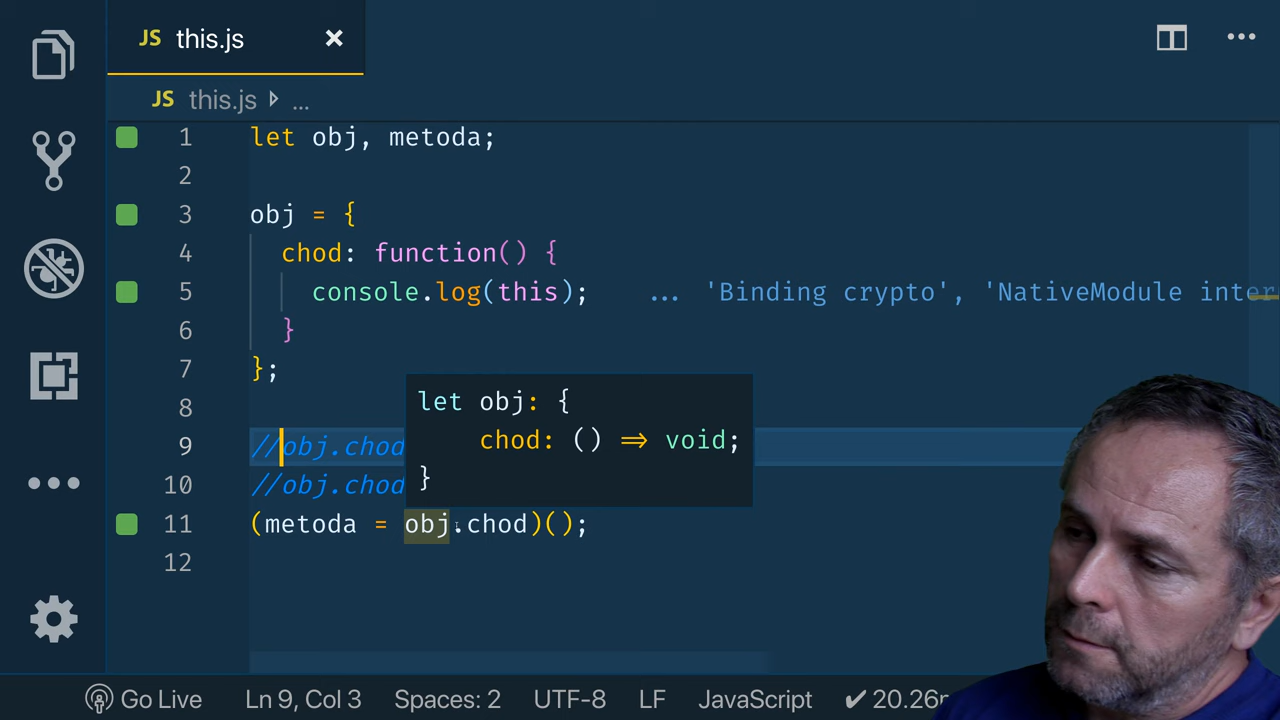 JS this.js ×
JS this.js ...
1 let obj, metoda;
2
3 obj = {
4 chod: function() {
5 console.log(this); ... 'Binding crypto', 'NativeModule inter
6 }
7 };
8
let obj: {
chod: () ⇒ void;
}
9 //obj.chod
10 //obj.chod
11 (metoda = obj.chod)();
12
Go Live Ln 9, Col 3 Spaces: 2 UTF-8 LF JavaScript ✔ 20.26